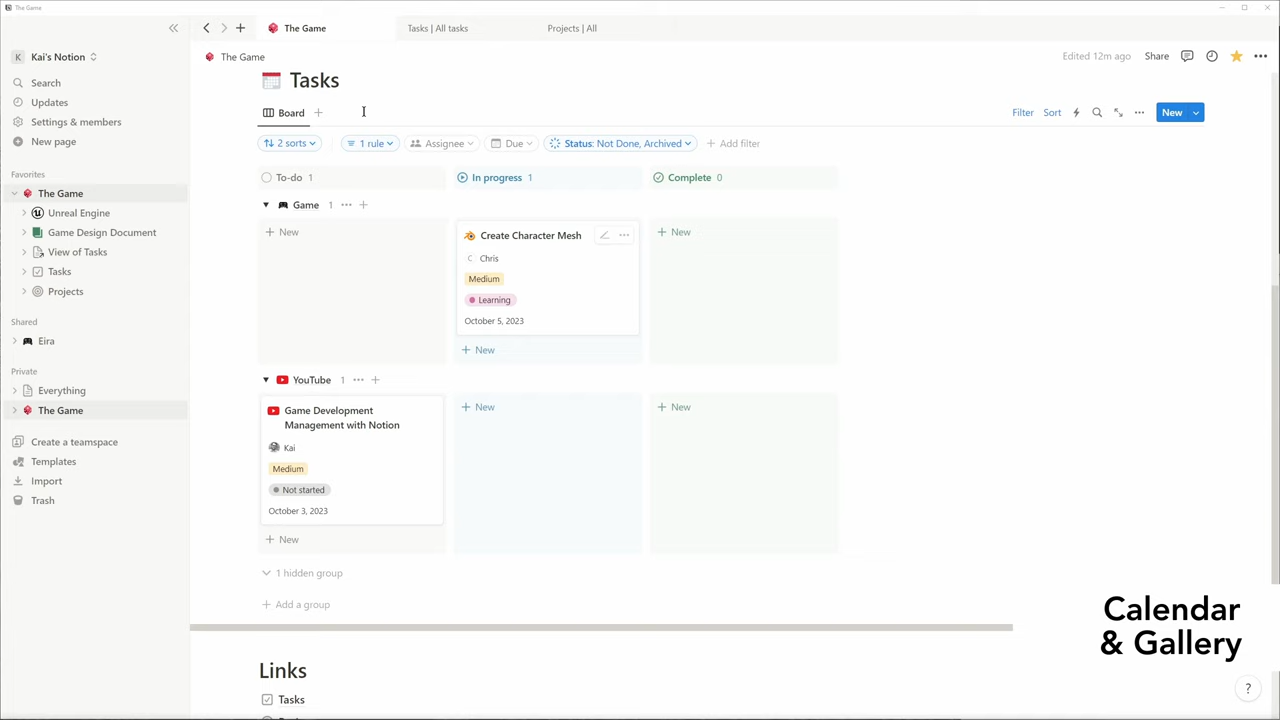 The Game
The Game
Tasks | All tasks
Projects | All
K Kai's Notion
The Game
Edited 12m ago
Share
Search
Updates
Settings & members
New page
Favorites
The Game
Unreal Engine
Game Design Document
View of Tasks
Tasks
Projects
Shared
Eira
Private
Everything
The Game
Create a teamspace
Templates
Import
Trash
Tasks
Board
Filter
Sort
New
2 sorts
1 rule
Assignee
Due
Status: Not Done, Archived
Add filter
To-do 1
In progress 1
Complete 0
Game 1
New
Create Character Mesh
C Chris
Medium
Learning
October 5, 2023
New
New
YouTube 1
Game Development
Management with Notion
Kai
Medium
Not started
October 3, 2023
New
New
New
1 hidden group
Add a group
Links
Tasks
Calendar
& Gallery
?